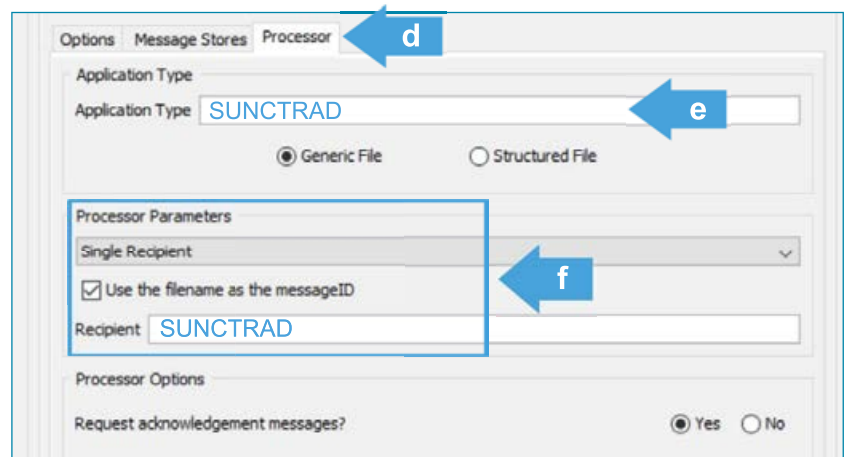 Options Message Stores Processor d
Application Type
Application Type SUNCTRAD e
Generic File Structured File
Processor Parameters
Single Recipient
f
Use the filename as the messageID
Recipient SUNCTRAD
Processor Options
Request acknowledgement messages? Yes No